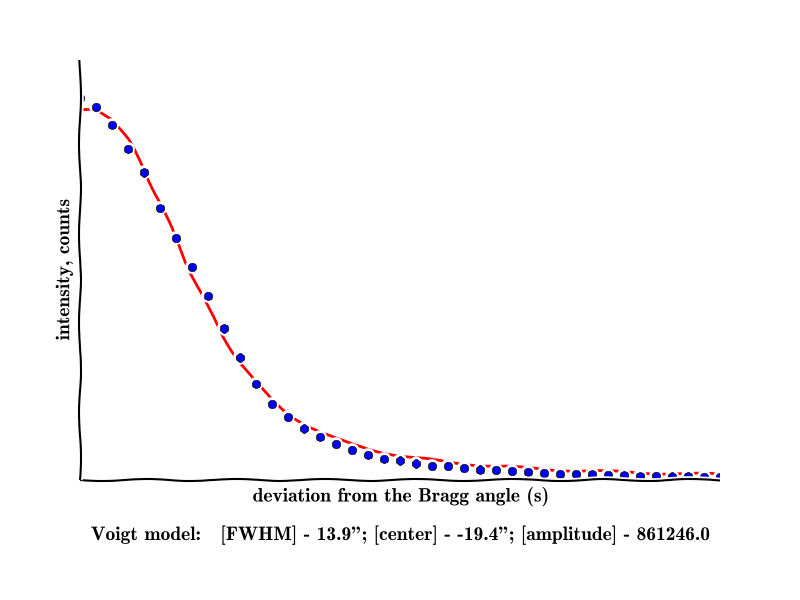 intensity, counts
deviation from the Bragg angle (s)
Voigt model: [FWHM] - 13.9”; [center] - -19.4”; [amplitude] - 861246.0